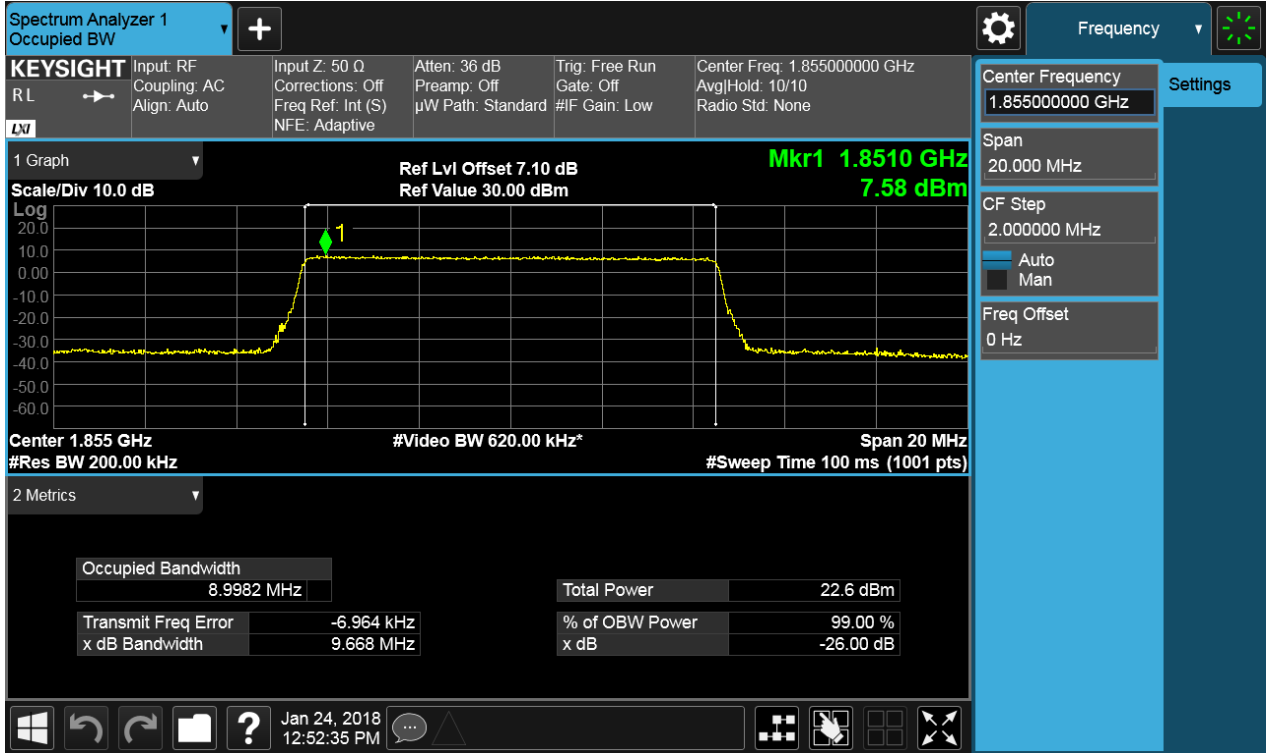 Spectrum Analyzer 1
Occupied BW
+
Frequency
KEYSIGHT
R L
LXI
Input: RF
Coupling: AC
Align: Auto
Input Z: 50 Ω
Corrections: Off
Freq Ref: Int (S)
NFE: Adaptive
Atten: 36 dB
Preamp: Off
µW Path: Standard
Trig: Free Run
Gate: Off
#IF Gain: Low
Center Freq: 1.855000000 GHz
Avg|Hold: 10/10
Radio Std: None
Center Frequency
1.855000000 GHz
Settings
Span
20.000 MHz
CF Step
2.000000 MHz
Auto
Man
Freq Offset
0 Hz
1 Graph
Scale/Div 10.0 dB
Ref Lvl Offset 7.10 dB
Ref Value 30.00 dBm
Mkr1 1.8510 GHz
7.58 dBm
Log
20.0
10.0
0.00
-10.0
-20.0
-30.0
-40.0
-50.0
-60.0
1
Center 1.855 GHz
#Video BW 620.00 kHz*
Span 20 MHz
#Res BW 200.00 kHz
#Sweep Time 100 ms (1001 pts)
2 Metrics
Occupied Bandwidth
8.9982 MHz
Total Power 22.6 dBm
Transmit Freq Error -6.964 kHz
% of OBW Power 99.00 %
x dB Bandwidth 9.668 MHz
x dB -26.00 dB
?
Jan 24, 2018
12:52:35 PM